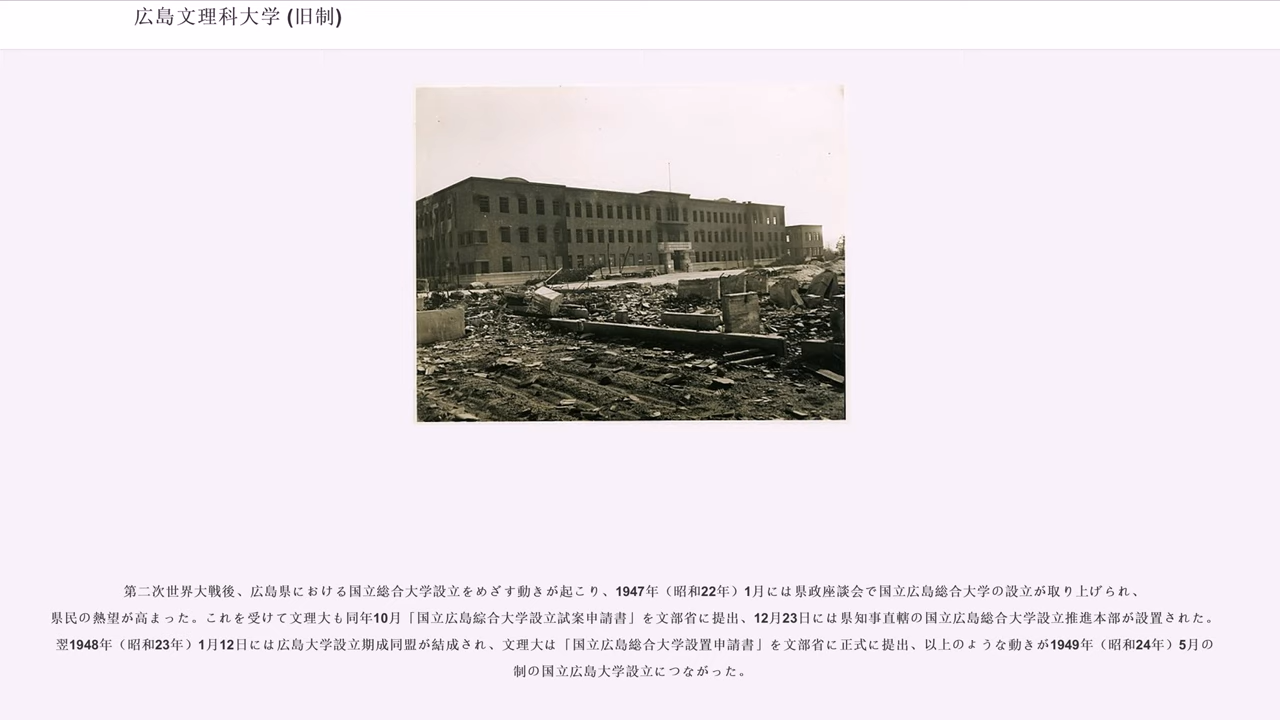 広島文理科大学 (旧制)
第二次世界大戦後、広島県における国立総合大学設立をめざす動きが起こり、1947年（昭和22年）1月には県政座談会で国立広島総合大学の設立が取り上げられ、
県民の熱望が高まった。これを受けて文理大も同年10月「国立広島綜合大学設立試案申請書」を文部省に提出、12月23日には県知事直轄の国立広島総合大学設立推進本部が設置された。
翌1948年（昭和23年）1月12日には広島大学設立期成同盟が結成され、文理大は「国立広島総合大学設置申請書」を文部省に正式に提出、以上のような動きが1949年（昭和24年）5月の
制の国立広島大学設立につながった。